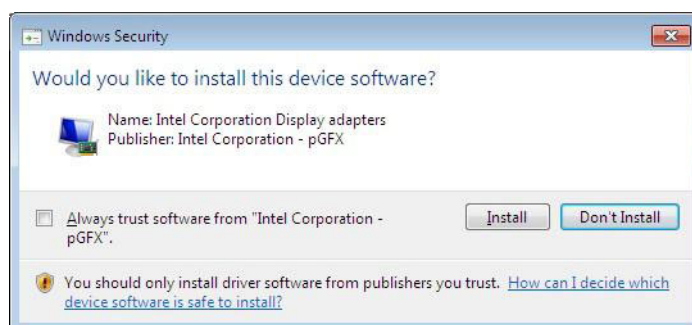 Windows Security
Would you like to install this device software?
Name: Intel Corporation Display adapters
Publisher: Intel Corporation - pGFX
Always trust software from "Intel Corporation -
pGFX".
Install
Don't Install
You should only install driver software from publishers you trust. How can I decide which
device software is safe to install?